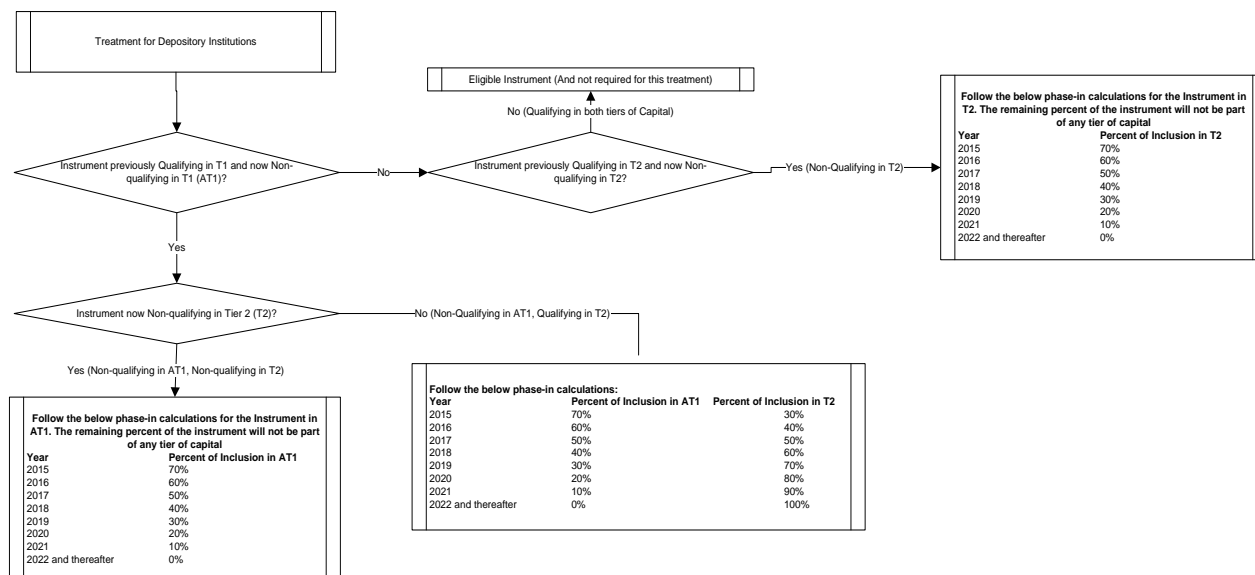 Treatment for Depository Institutions
Eligible Instrument (And not required for this treatment)
No (Qualifying in both tiers of Capital)
Instrument previously Qualifying in T1 and now Non-
qualifying in T1 (AT1)?
No
Instrument previously Qualifying in T2 and now Non-
qualifying in T2?
Yes (Non-Qualifying in T2)
Follow the below phase-in calculations for the Instrument in
T2. The remaining percent of the instrument will not be part
of any tier of capital
Year Percent of Inclusion in T2
2015 70%
2016 60%
2017 50%
2018 40%
2019 30%
2020 20%
2021 10%
2022 and thereafter 0%
Yes
Instrument now Non-qualifying in Tier 2 (T2)?
No (Non-Qualifying in AT1, Qualifying in T2)
Yes (Non-qualifying in AT1, Non-qualifying in T2)
Follow the below phase-in calculations for the Instrument in
AT1. The remaining percent of the instrument will not be part
of any tier of capital
Year Percent of Inclusion in AT1
2015 70%
2016 60%
2017 50%
2018 40%
2019 30%
2020 20%
2021 10%
2022 and thereafter 0%
Follow the below phase-in calculations:
Year Percent of Inclusion in AT1 Percent of Inclusion in T2
2015 70% 30%
2016 60% 40%
2017 50% 50%
2018 40% 60%
2019 30% 70%
2020 20% 80%
2021 10% 90%
2022 and thereafter 0% 100%